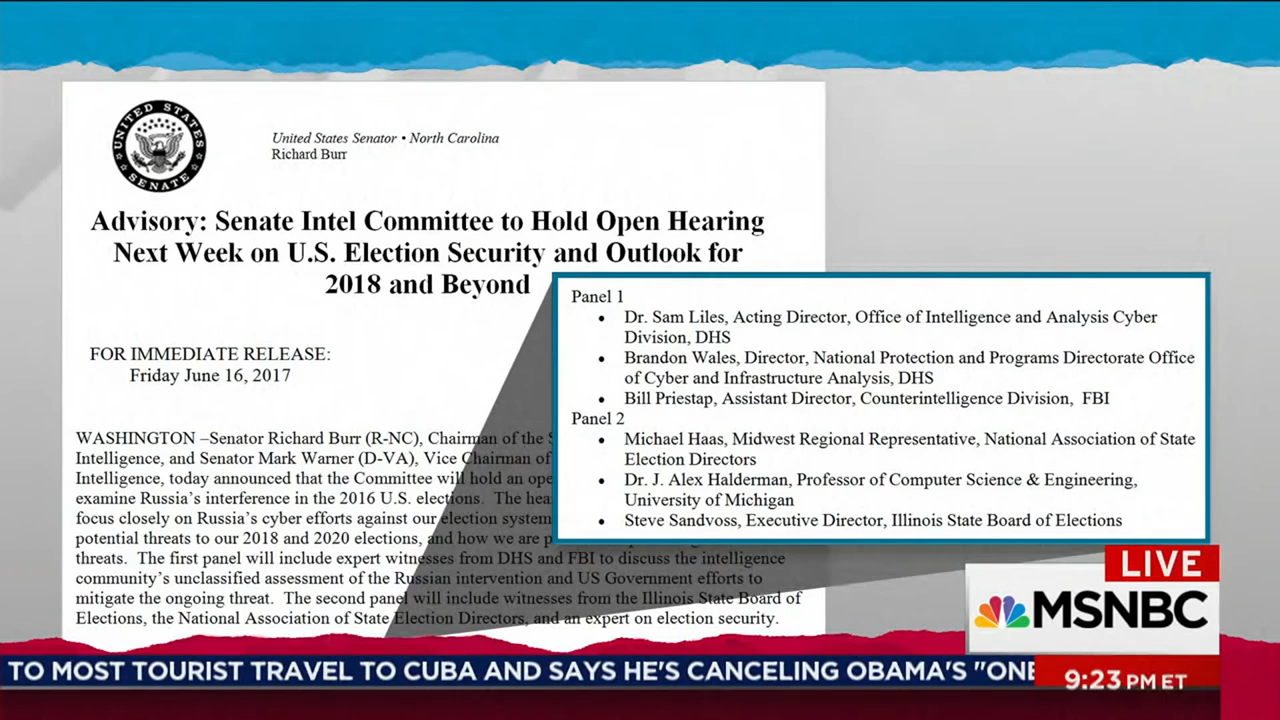 UNITED STATES
SENATE
United States Senator • North Carolina
Richard Burr
Advisory: Senate Intel Committee to Hold Open Hearing
Next Week on U.S. Election Security and Outlook for
2018 and Beyond
FOR IMMEDIATE RELEASE:
Friday June 16, 2017
WASHINGTON –Senator Richard Burr (R-NC), Chairman of the
Intelligence, and Senator Mark Warner (D-VA), Vice Chairman of
Intelligence, today announced that the Committee will hold an ope
examine Russia's interference in the 2016 U.S. elections. The hea
focus closely on Russia's cyber efforts against our election system
potential threats to our 2018 and 2020 elections, and how we are p
threats. The first panel will include expert witnesses from DHS and FBI to discuss the intelligence
community's unclassified assessment of the Russian intervention and US Government efforts to
mitigate the ongoing threat. The second panel will include witnesses from the Illinois State Board of
Elections, the National Association of State Election Directors, and an expert on election security.
Panel 1
• Dr. Sam Liles, Acting Director, Office of Intelligence and Analysis Cyber
Division, DHS
• Brandon Wales, Director, National Protection and Programs Directorate Office
of Cyber and Infrastructure Analysis, DHS
• Bill Priestap, Assistant Director, Counterintelligence Division, FBI
Panel 2
• Michael Haas, Midwest Regional Representative, National Association of State
Election Directors
• Dr. J. Alex Halderman, Professor of Computer Science & Engineering,
University of Michigan
• Steve Sandvoss, Executive Director, Illinois State Board of Elections
LIVE
MSNBC
TO MOST TOURIST TRAVEL TO CUBA AND SAYS HE'S CANCELING OBAMA'S "ONE
9:23 PM ET